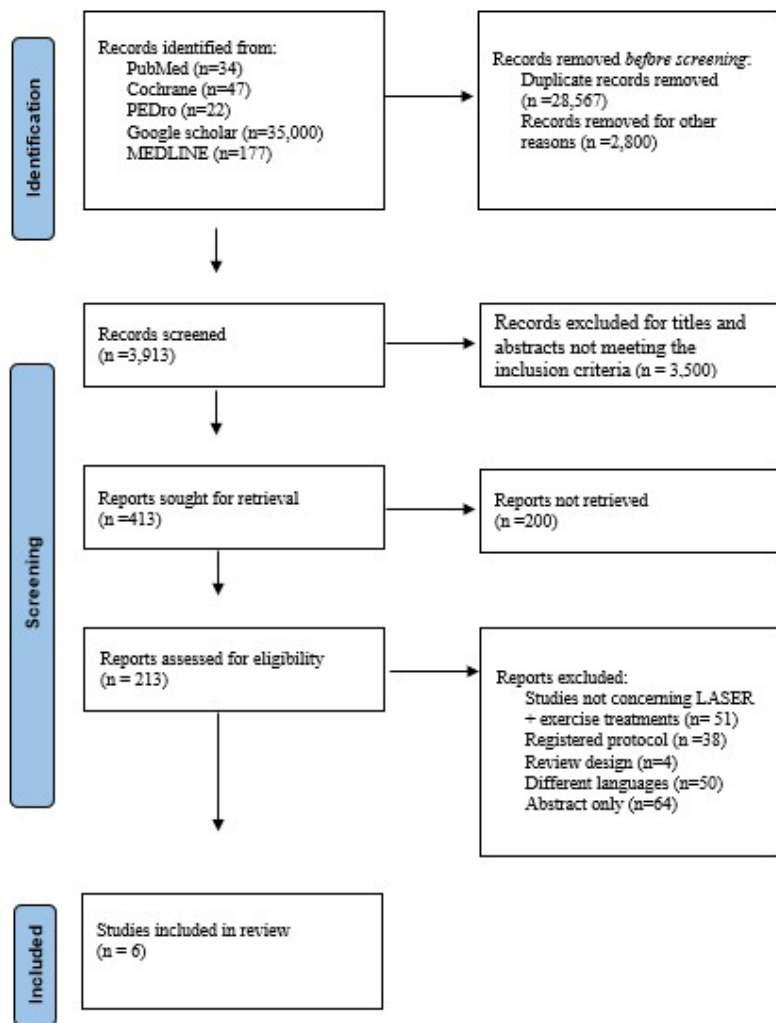 Identification
Records identified from:
PubMed (n=34)
Cochrane (n=47)
PEDro (n=22)
Google scholar (n=35,000)
MEDLINE (n=177)
Records removed before screening:
Duplicate records removed
(n =28,567)
Records removed for other
reasons (n =2,800)
Screening
Records screened
(n =3,913)
Records excluded for titles and
abstracts not meeting the
inclusion criteria (n = 3,500)
Reports sought for retrieval
(n =413)
Reports not retrieved
(n =200)
Reports assessed for eligibility
(n = 213)
Reports excluded:
Studies not concerning LASER
+ exercise treatments (n= 51)
Registered protocol (n =38)
Review design (n=4)
Different languages (n=50)
Abstract only (n=64)
Included
Studies included in review
(n = 6)